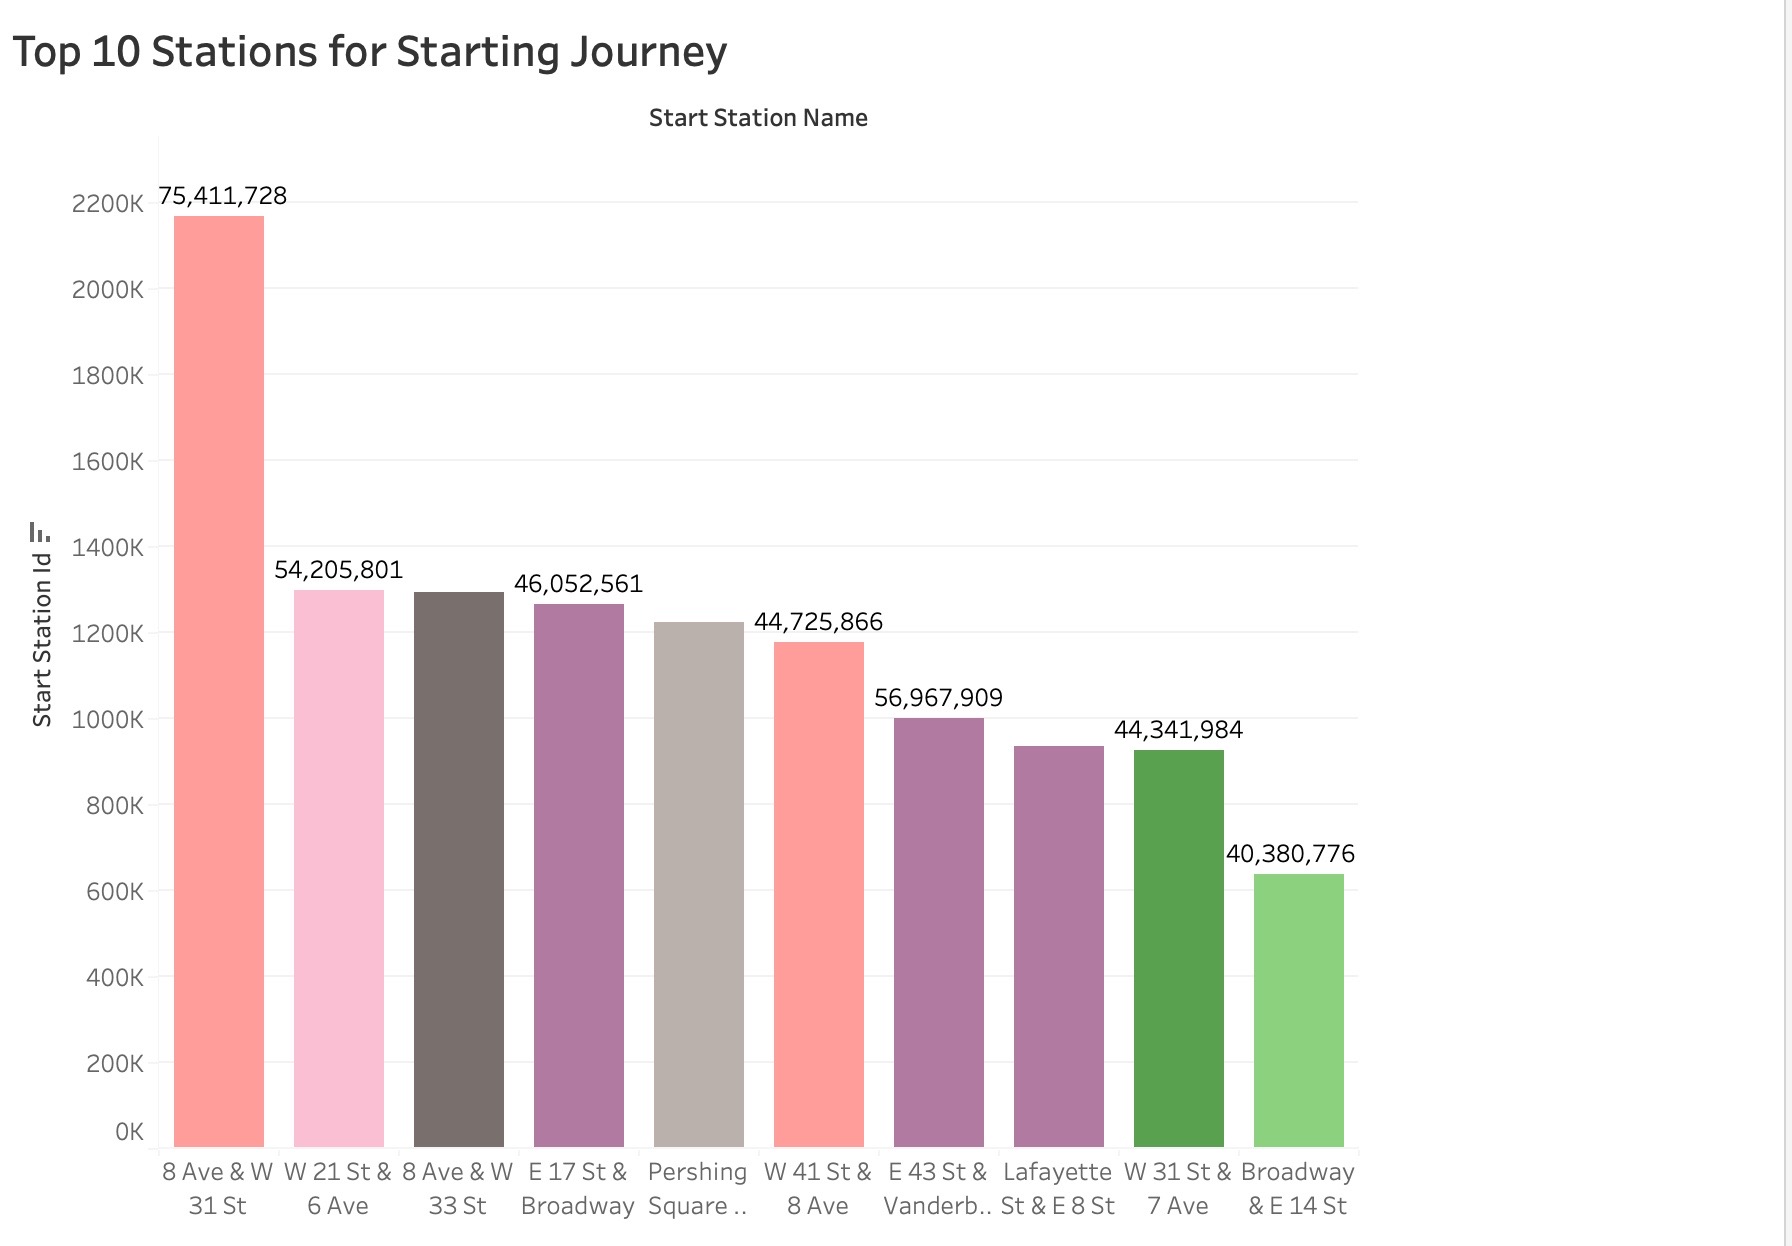 Top 10 Stations for Starting Journey
Start Station Name
Start Station Id
2200K
2000K
1800K
1600K
1400K
1200K
1000K
800K
600K
400K
200K
0K
75,411,728
54,205,801
46,052,561
44,725,866
56,967,909
44,341,984
40,380,776
8 Ave & W
31 St
W 21 St &
6 Ave
8 Ave & W
33 St
E 17 St &
Broadway
Pershing
Square ..
W 41 St &
8 Ave
E 43 St &
Vanderb..
Lafayette
St & E 8 St
W 31 St &
7 Ave
Broadway
& E 14 St